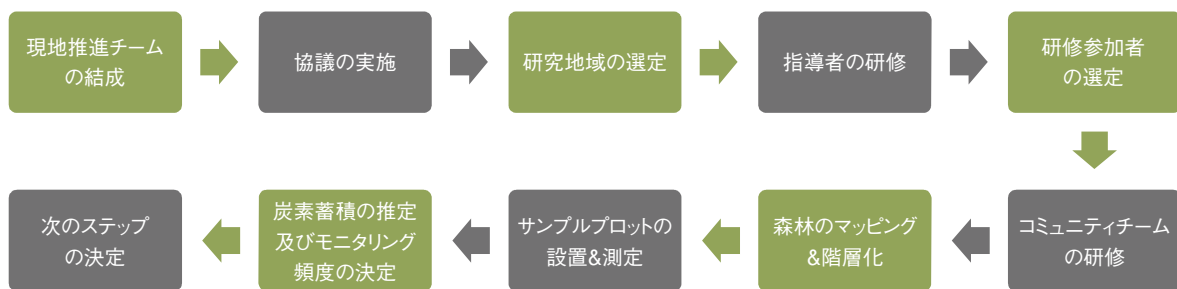 現地推進チーム
の結成
協議の実施
研究地域の選定
指導者の研修
研修参加者
の選定
コミュニティチーム
の研修
森林のマッピング
&階層化
サンプルプロットの
設置&測定
炭素蓄積の推定
及びモニタリング
頻度の決定
次のステップ
の決定